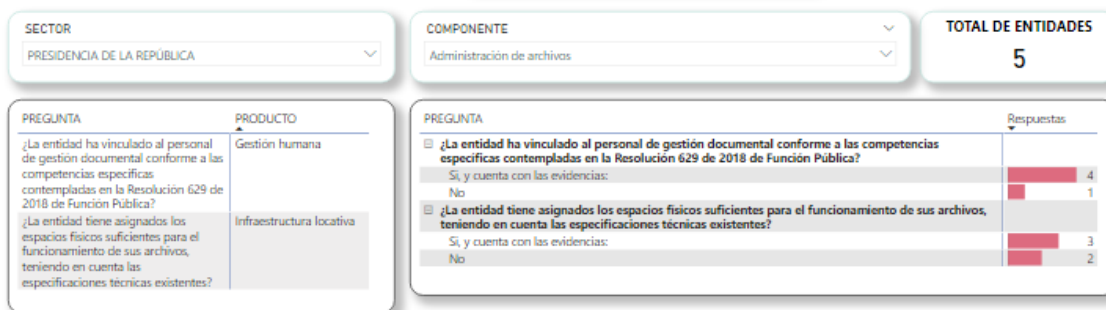 SECTOR
PRESIDENCIA DE LA REPÚBLICA
COMPONENTE
Administración de archivos
TOTAL DE ENTIDADES
5
PREGUNTA
PRODUCTO
¿La entidad ha vinculado al personal
de gestión documental conforme a las
competencias específicas
contempladas en la Resolución 629 de
2018 de Función Pública?
Gestión humana
¿La entidad tiene asignados los
espacios físicos suficientes para el
funcionamiento de sus archivos,
teniendo en cuenta las
especificaciones técnicas existentes?
Infraestructura locativa
PREGUNTA
Respuestas
¿La entidad ha vinculado al personal de gestión documental conforme a las competencias
específicas contempladas en la Resolución 629 de 2018 de Función Pública?
Si, y cuenta con las evidencias:
4
No
1
¿La entidad tiene asignados los espacios físicos suficientes para el funcionamiento de sus archivos,
teniendo en cuenta las especificaciones técnicas existentes?
Si, y cuenta con las evidencias:
3
No
2